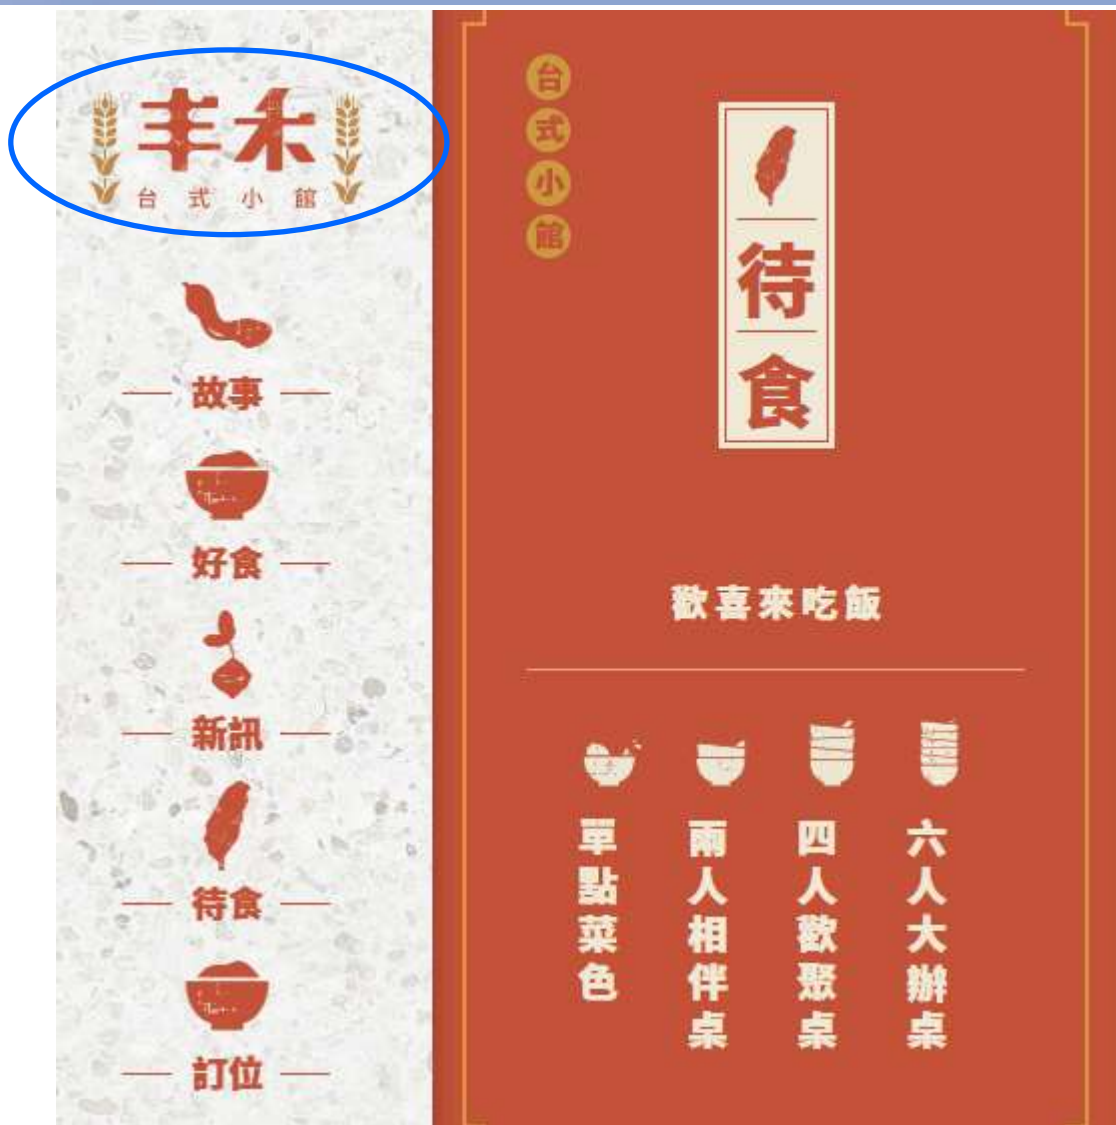 丰禾
台式小館
故事
好食
新訊
待食
訂位
台式小館
待食
歡喜來吃飯
單點菜色
兩人相伴桌
四人歡聚桌
六人大辦桌